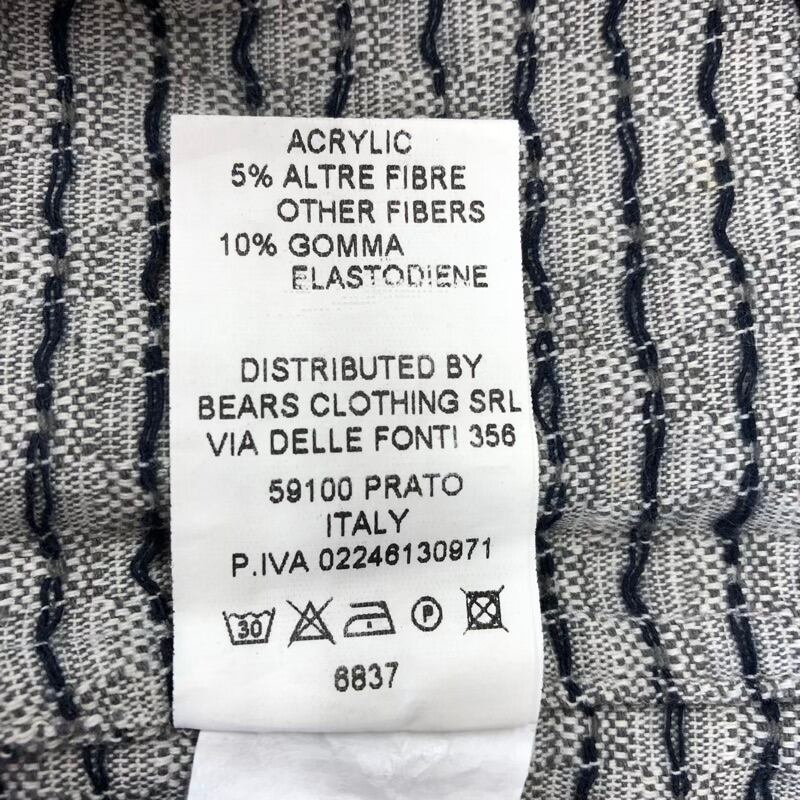 ACRYLIC
5% ALTRE FIBRE
OTHER FIBERS
10% GOMMA
ELASTODIENE
DISTRIBUTED BY
BEARS CLOTHING SRL
VIA DELLE FONTI 356
59100 PRATO
ITALY
P.IVA 02246130971
30 P
6837